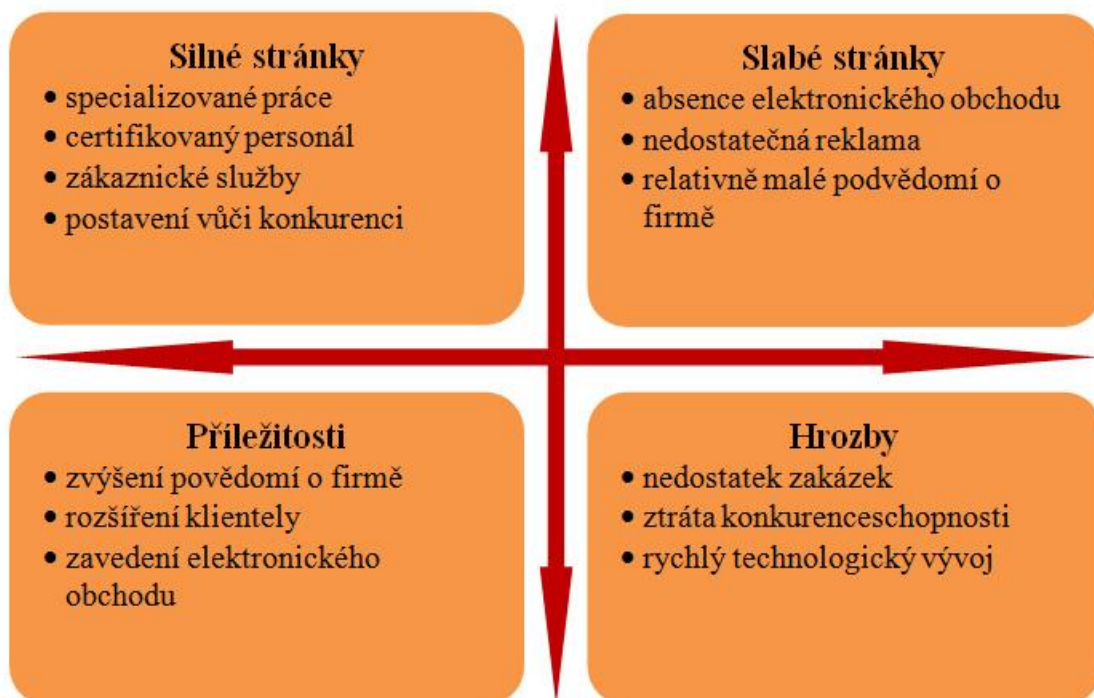 Silné stránky
• specializované práce
• certifikovaný personál
• zákaznické služby
• postavení vůči konkurenci
Slabé stránky
• absence elektronického obchodu
• nedostatečná reklama
• relativně malé podvědomí o
firmě
Příležitosti
• zvýšení povědomí o firmě
• rozšíření klientely
• zavedení elektronického
obchodu
Hrozby
• nedostatek zakázek
• ztráta konkurenceschopnosti
• rychlý technologický vývoj